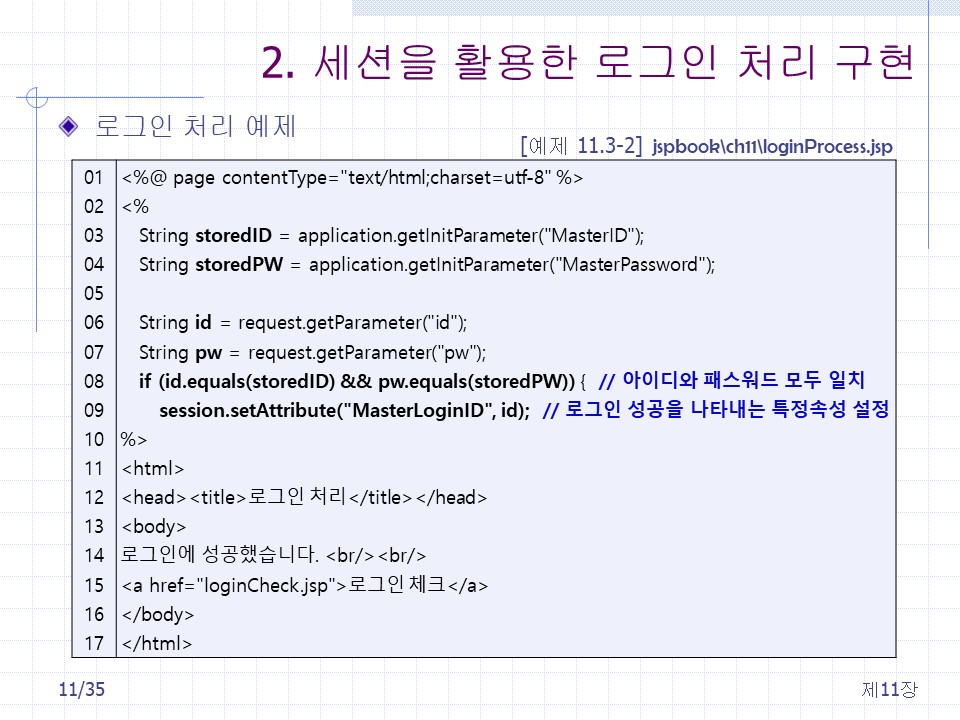 2. 세션을 활용한 로그인 처리 구현
로그인 처리 예제
[예제 11.3-2] jspbook\ch11\loginProcess.jsp
01 <%@ page contentType="text/html;charset=utf-8" %>
02 <%
03 String storedID = application.getInitParameter("MasterID");
04 String storedPW = application.getInitParameter("MasterPassword");
05
06 String id = request.getParameter("id");
07 String pw = request.getParameter("pw");
08 if (id.equals(storedID) && pw.equals(storedPW)) { // 아이디와 패스워드 모두 일치
09 session.setAttribute("MasterLoginID", id); // 로그인 성공을 나타내는 특정속성 설정
10 %>
11 <html>
12 <head><title>로그인 처리</title></head>
13 <body>
14 로그인에 성공했습니다. <br/><br/>
15 <a href="loginCheck.jsp">로그인 체크</a>
16 </body>
17 </html>
11/35 제11장